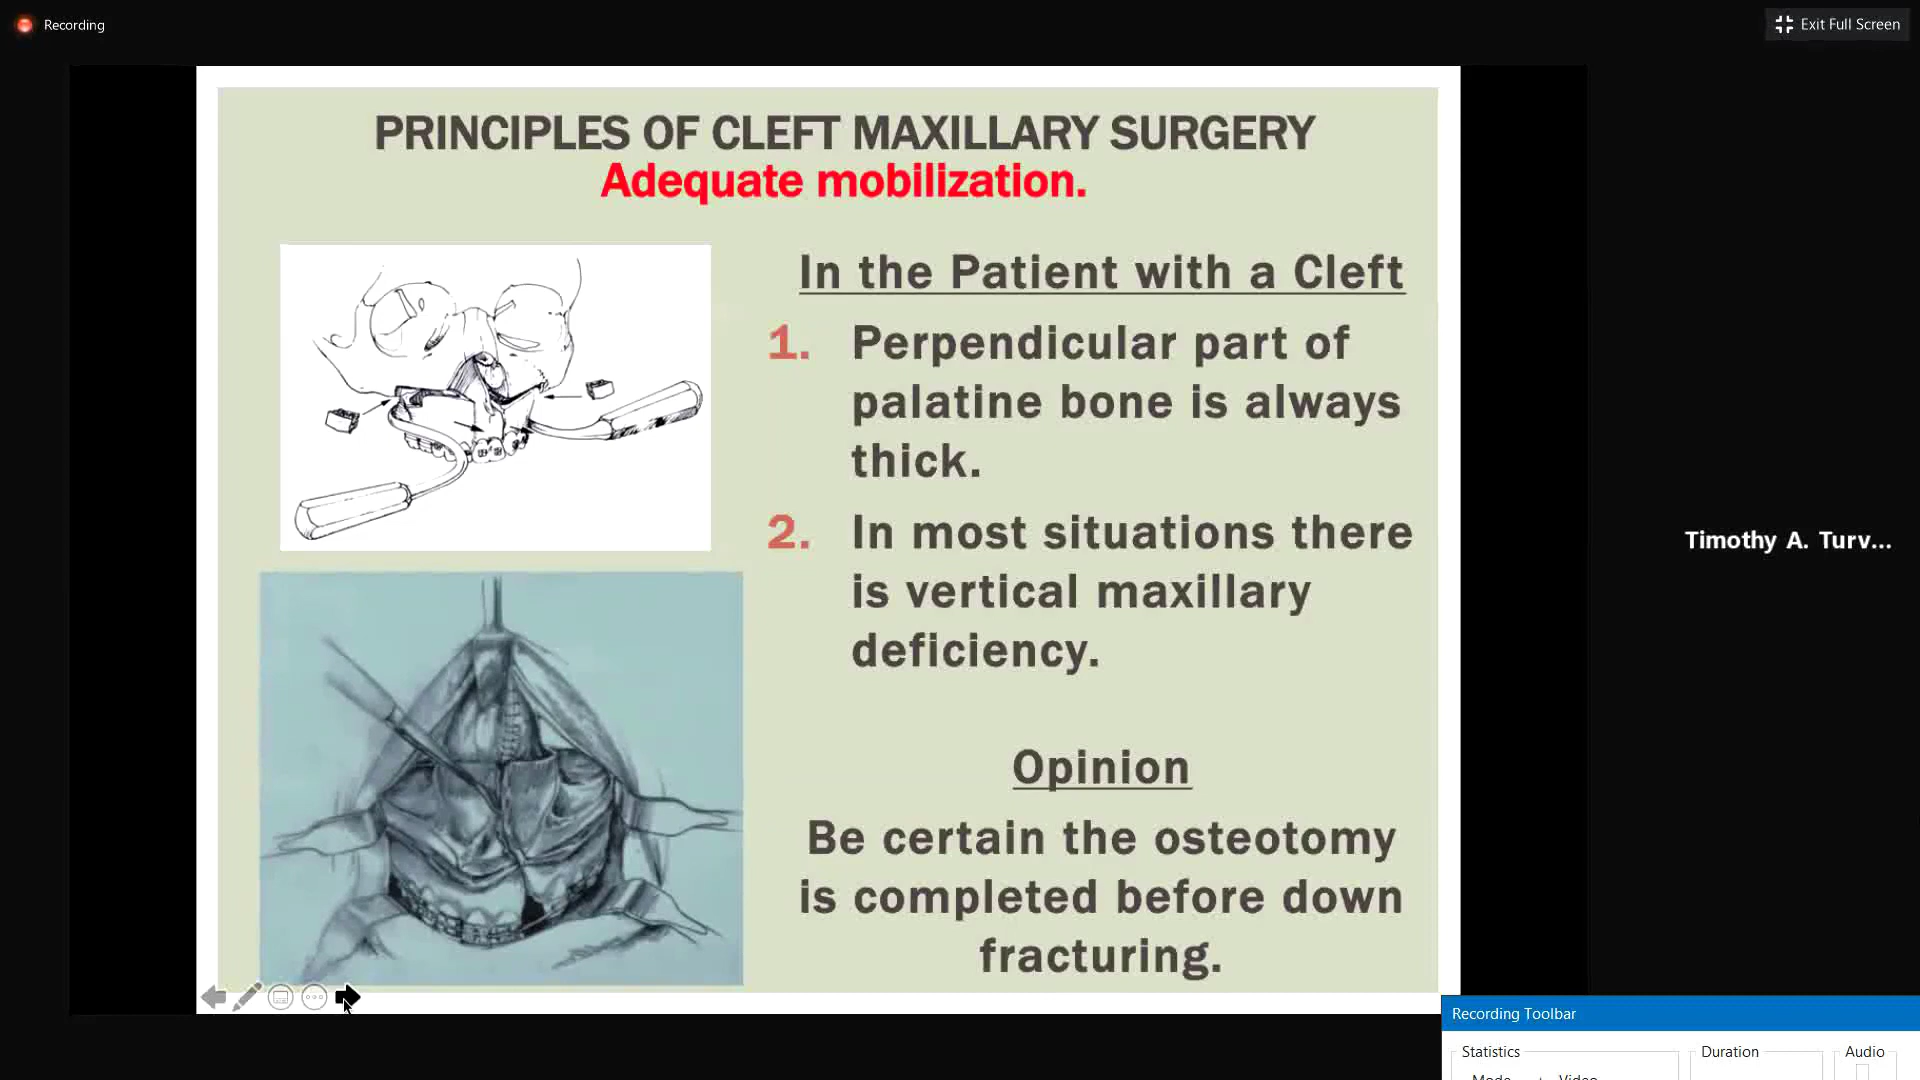 Recording
Exit Full Screen
PRINCIPLES OF CLEFT MAXILLARY SURGERY
Adequate mobilization.
In the Patient with a Cleft
1. Perpendicular part of
palatine bone is always
thick.
2. In most situations there
is vertical maxillary
deficiency.
Opinion
Be certain the osteotomy
is completed before down
fracturing.
Timothy A. Turv...
Recording Toolbar
Statistics
Duration
Audio
Mode
Video